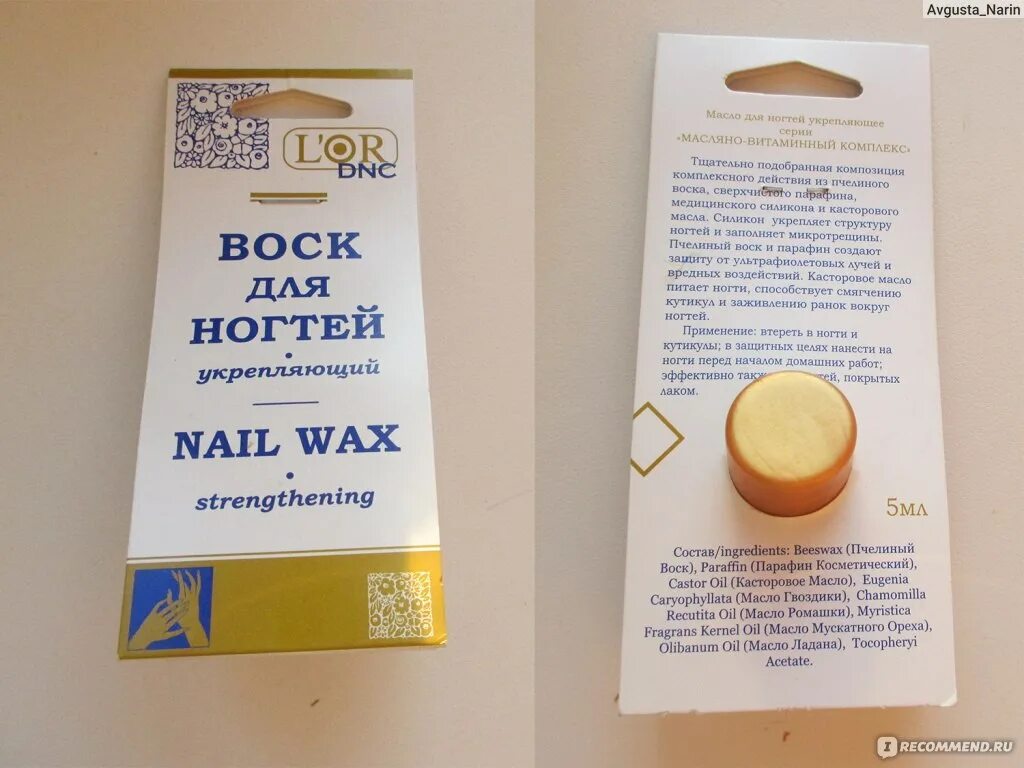 L'OR
DNC
ВОСК
ДЛЯ
НОГТЕЙ
укрепляющий
NAIL WAX
strengthening
Avgusta_Narin
Масло для ногтей укрепляющее
серии
«МАСЛЯНО-ВИТАМИННЫЙ КОМПЛЕКС»
Тщательно подобранная композиция
комплексного действия из пчелиного
воска, сверхчистого парафина,
медицинского силикона и касторового
масла. Силикон укрепляет структуру
ногтей и заполняет микротрещины.
Пчелиный воск и парафин создают
защиту от ультрафиолетовых лучей и
вредных воздействий. Касторовое масло
питает ногти, способствует смягчению
кутикул и заживлению ранок вокруг
ногтей.
Применение: втереть в ногти и
кутикулы; в защитных целях нанести на
ногти перед началом домашних работ;
эффективно покрытых
лаком.
5мл
Состав/ingredients: Beeswax (Пчелиный
Воск), Paraffin (Парафин Косметический),
Castor Oil (Касторовое Масло), Eugenia
Caryophyllata (Масло Гвоздики), Chamomilla
Recutita Oil (Масло Ромашки), Myristica
Fragrans Kernel Oil (Масло Мускатного Ореха),
Olibanum Oil (Масло Ладана), Tocopheryi
Acetate.
IRECOMMEND.RU